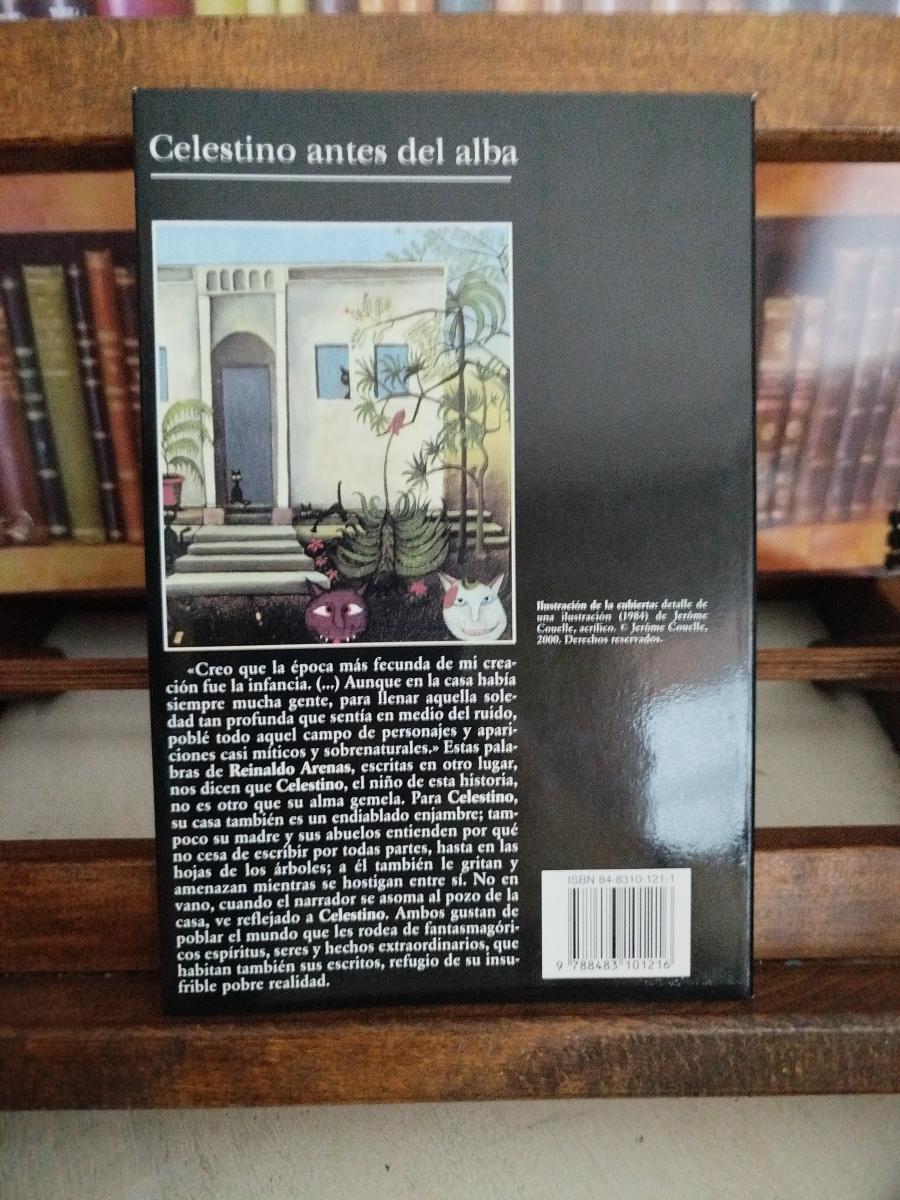 Celestino antes del alba
Ilustración de la cubierta: detalle de
una ilustración (1984) de Jerôme
Couelle, acrílico. © Jerôme Couelle,
2000. Derechos reservados.
«Creo que la época más fecunda de mi crea-
ción fue la infancia. (...) Aunque en la casa había
siempre mucha gente, para llenar aquella sole-
dad tan profunda que sentía en medio del ruido,
poblé todo aquel campo de personajes y apari-
ciones casi míticos y sobrenaturales.» Estas pala-
bras de Reinaldo Arenas, escritas en otro lugar,
nos dicen que Celestino, el niño de esta historia,
no es otro que su alma gemela. Para Celestino,
su casa también es un endiablado enjambre; tam-
poco su madre y sus abuelos entienden por qué
no cesa de escribir por todas partes, hasta en las
hojas de los árboles; a él también le gritan y
amenazan mientras se hostigan entre sí. No en
vano, cuando el narrador se asoma al pozo de la
casa, ve reflejado a Celestino. Ambos gustan de
poblar el mundo que les rodea de fantasmagóri-
cos espíritus, seres y hechos extraordinarios, que
habitan también sus escritos, refugio de su insu-
frible pobre realidad.
ISBN 84-8310-121-1
9 788483 101216